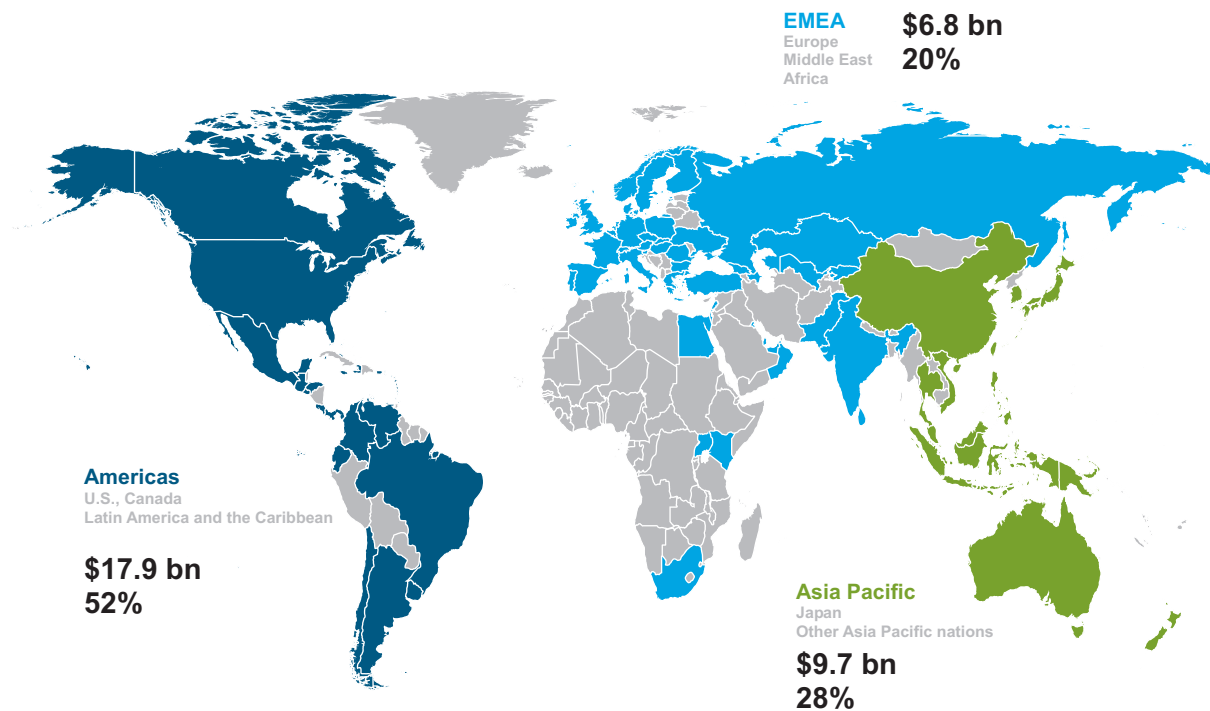 EMEA
Europe
Middle East
Africa
$6.8 bn
20%
Americas
U.S., Canada
Latin America and the Caribbean
$17.9 bn
52%
Asia Pacific
Japan
Other Asia Pacific nations
$9.7 bn
28%